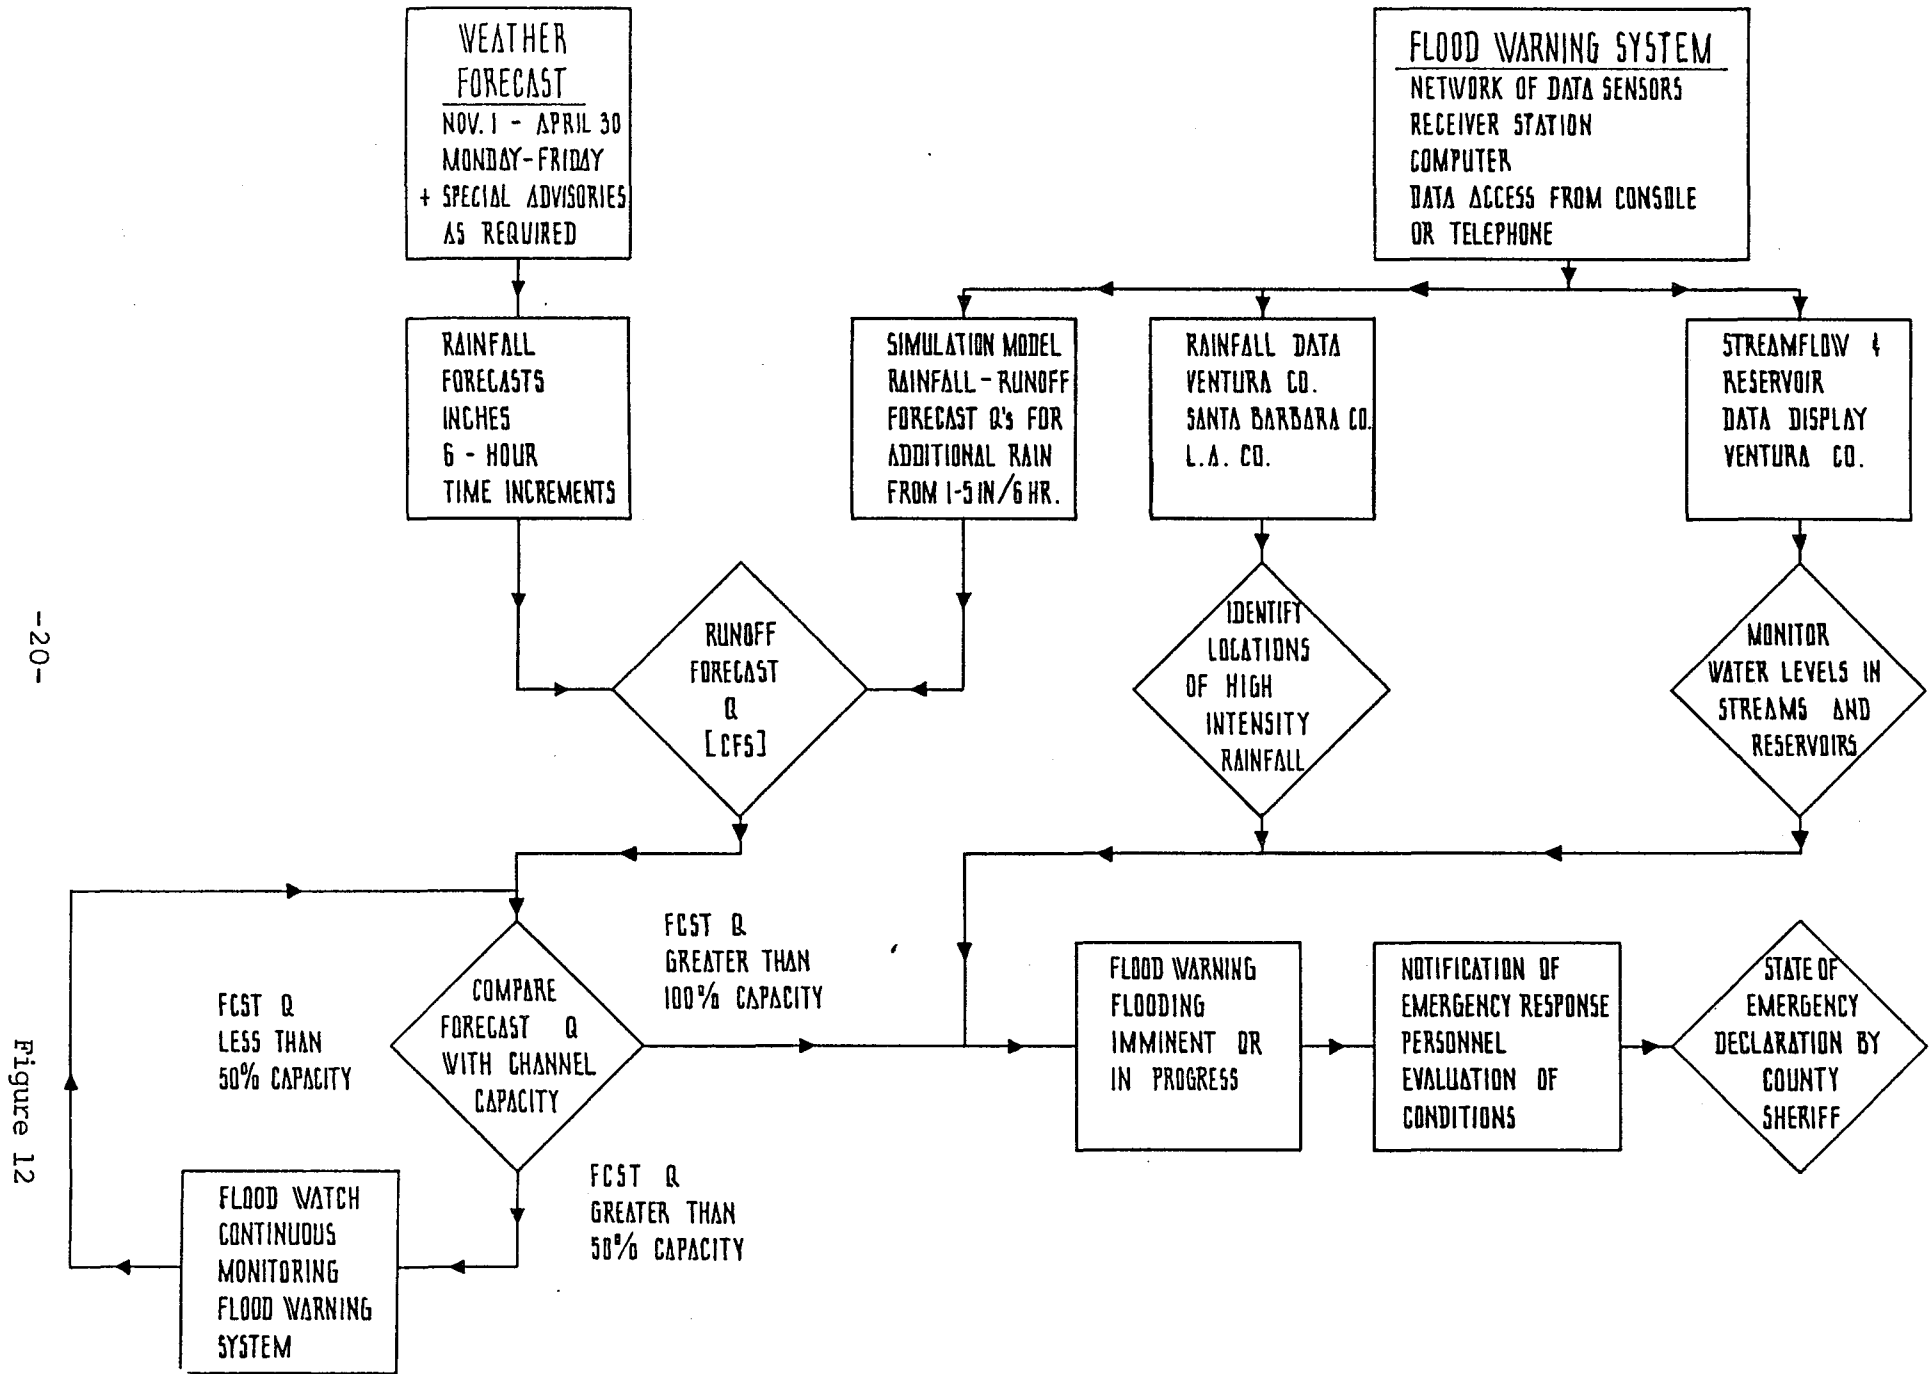 WEATHER
FORECAST
NOV. 1 - APRIL 30
MONDAY-FRIDAY
+ SPECIAL ADVISORIES
AS REQUIRED
FLOOD WARNING SYSTEM
NETWORK OF DATA SENSORS
RECEIVER STATION
COMPUTER
DATA ACCESS FROM CONSOLE
OR TELEPHONE
RAINFALL
FORECASTS
INCHES
6 - HOUR
TIME INCREMENTS
SIMULATION MODEL
RAINFALL-RUNOFF
FORECAST Q's FOR
ADDITIONAL RAIN
FROM 1-5 IN/6 HR.
RAINFALL DATA
VENTURA CO.
SANTA BARBARA CO.
L.A. CO.
STREAMFLOW &
RESERVOIR
DATA DISPLAY
VENTURA CO.
RUNOFF
FORECAST
Q
[CFS]
IDENTIFY
LOCATIONS
OF HIGH
INTENSITY
RAINFALL
MONITOR
WATER LEVELS IN
STREAMS AND
RESERVOIRS
FCST Q
LESS THAN
50% CAPACITY
COMPARE
FORECAST Q
WITH CHANNEL
CAPACITY
FCST Q
GREATER THAN
100% CAPACITY
FLOOD WARNING
FLOODING
IMMINENT OR
IN PROGRESS
NOTIFICATION OF
EMERGENCY RESPONSE
PERSONNEL
EVALUATION OF
CONDITIONS
STATE OF
EMERGENCY
DECLARATION BY
COUNTY
SHERIFF
FLOOD WATCH
CONTINUOUS
MONITORING
FLOOD WARNING
SYSTEM
FCST Q
GREATER THAN
50% CAPACITY
-20-
Figure 12